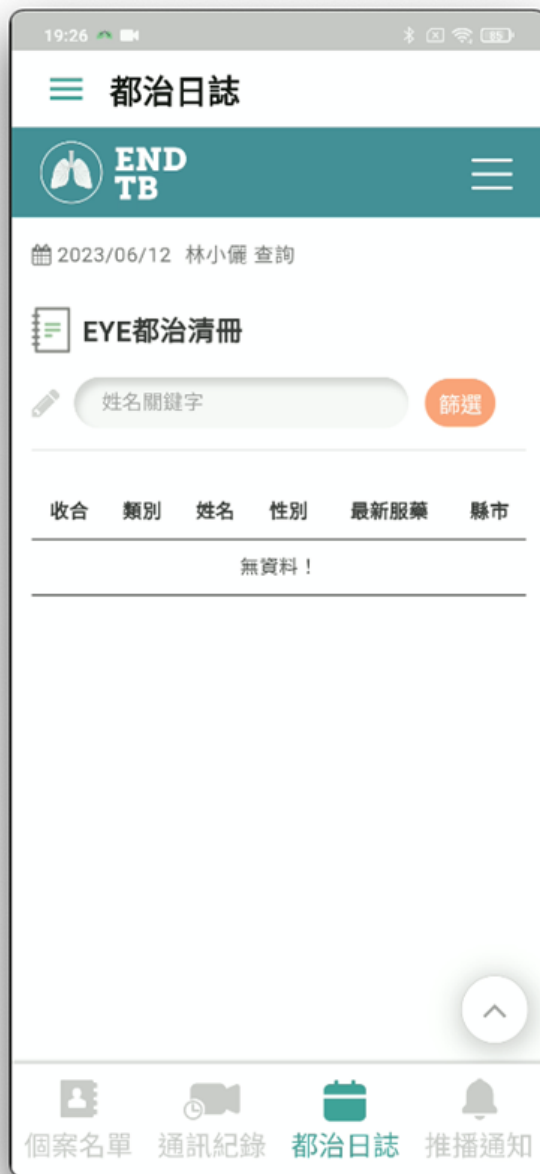 19:26 85
都治日誌
END
TB
2023/06/12 林小儷 查詢
EYE都治清冊
姓名關鍵字 篩選
收合 類別 姓名 性別 最新服藥 縣市
無資料！
個案名單 通訊紀錄 都治日誌 推播通知